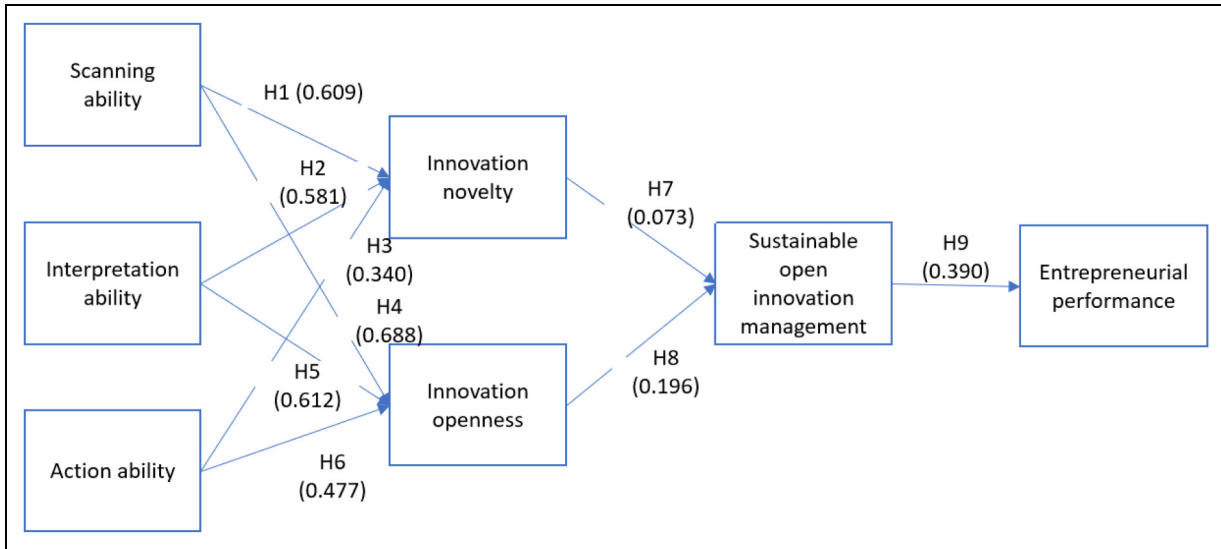 Scanning
ability
H1 (0.609)
Innovation
novelty
H2
(0.581)
H7
(0.073)
Interpretation
ability
H3
(0.340)
Sustainable
open
innovation
management
H9
(0.390)
Entrepreneurial
performance
H4
(0.688)
H5
(0.612)
Innovation
openness
H8
(0.196)
Action ability
H6
(0.477)